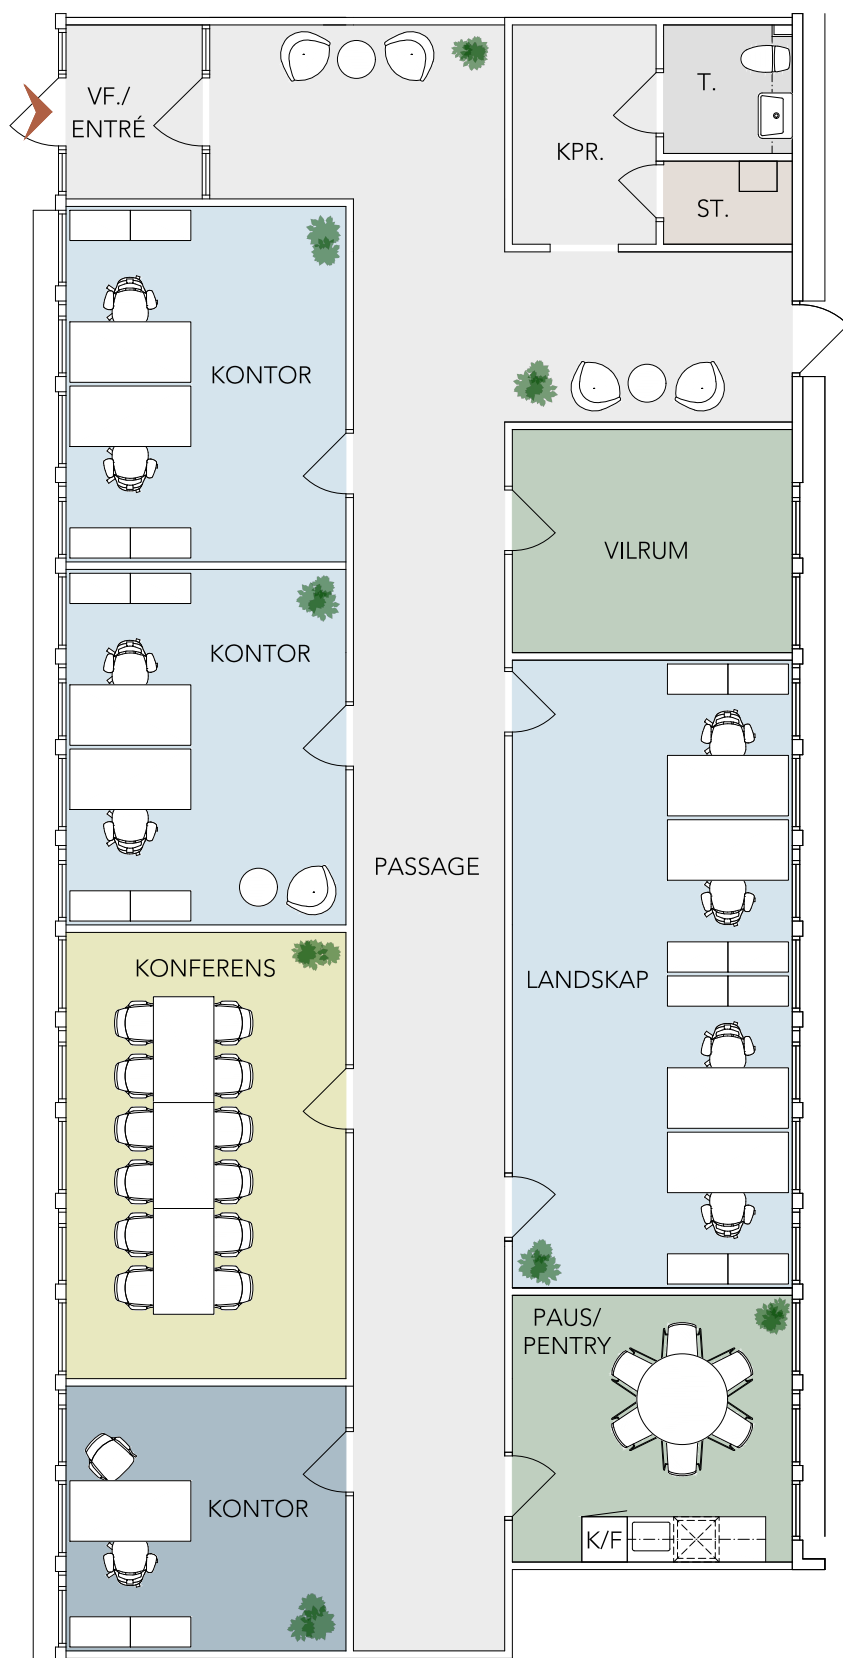 VF./
ENTRÉ
T.
KPR.
ST.
KONTOR
VILRUM
KONTOR
PASSAGE
KONFERENS
LANDSKAP
PAUS/
PENTRY
KONTOR
K/F